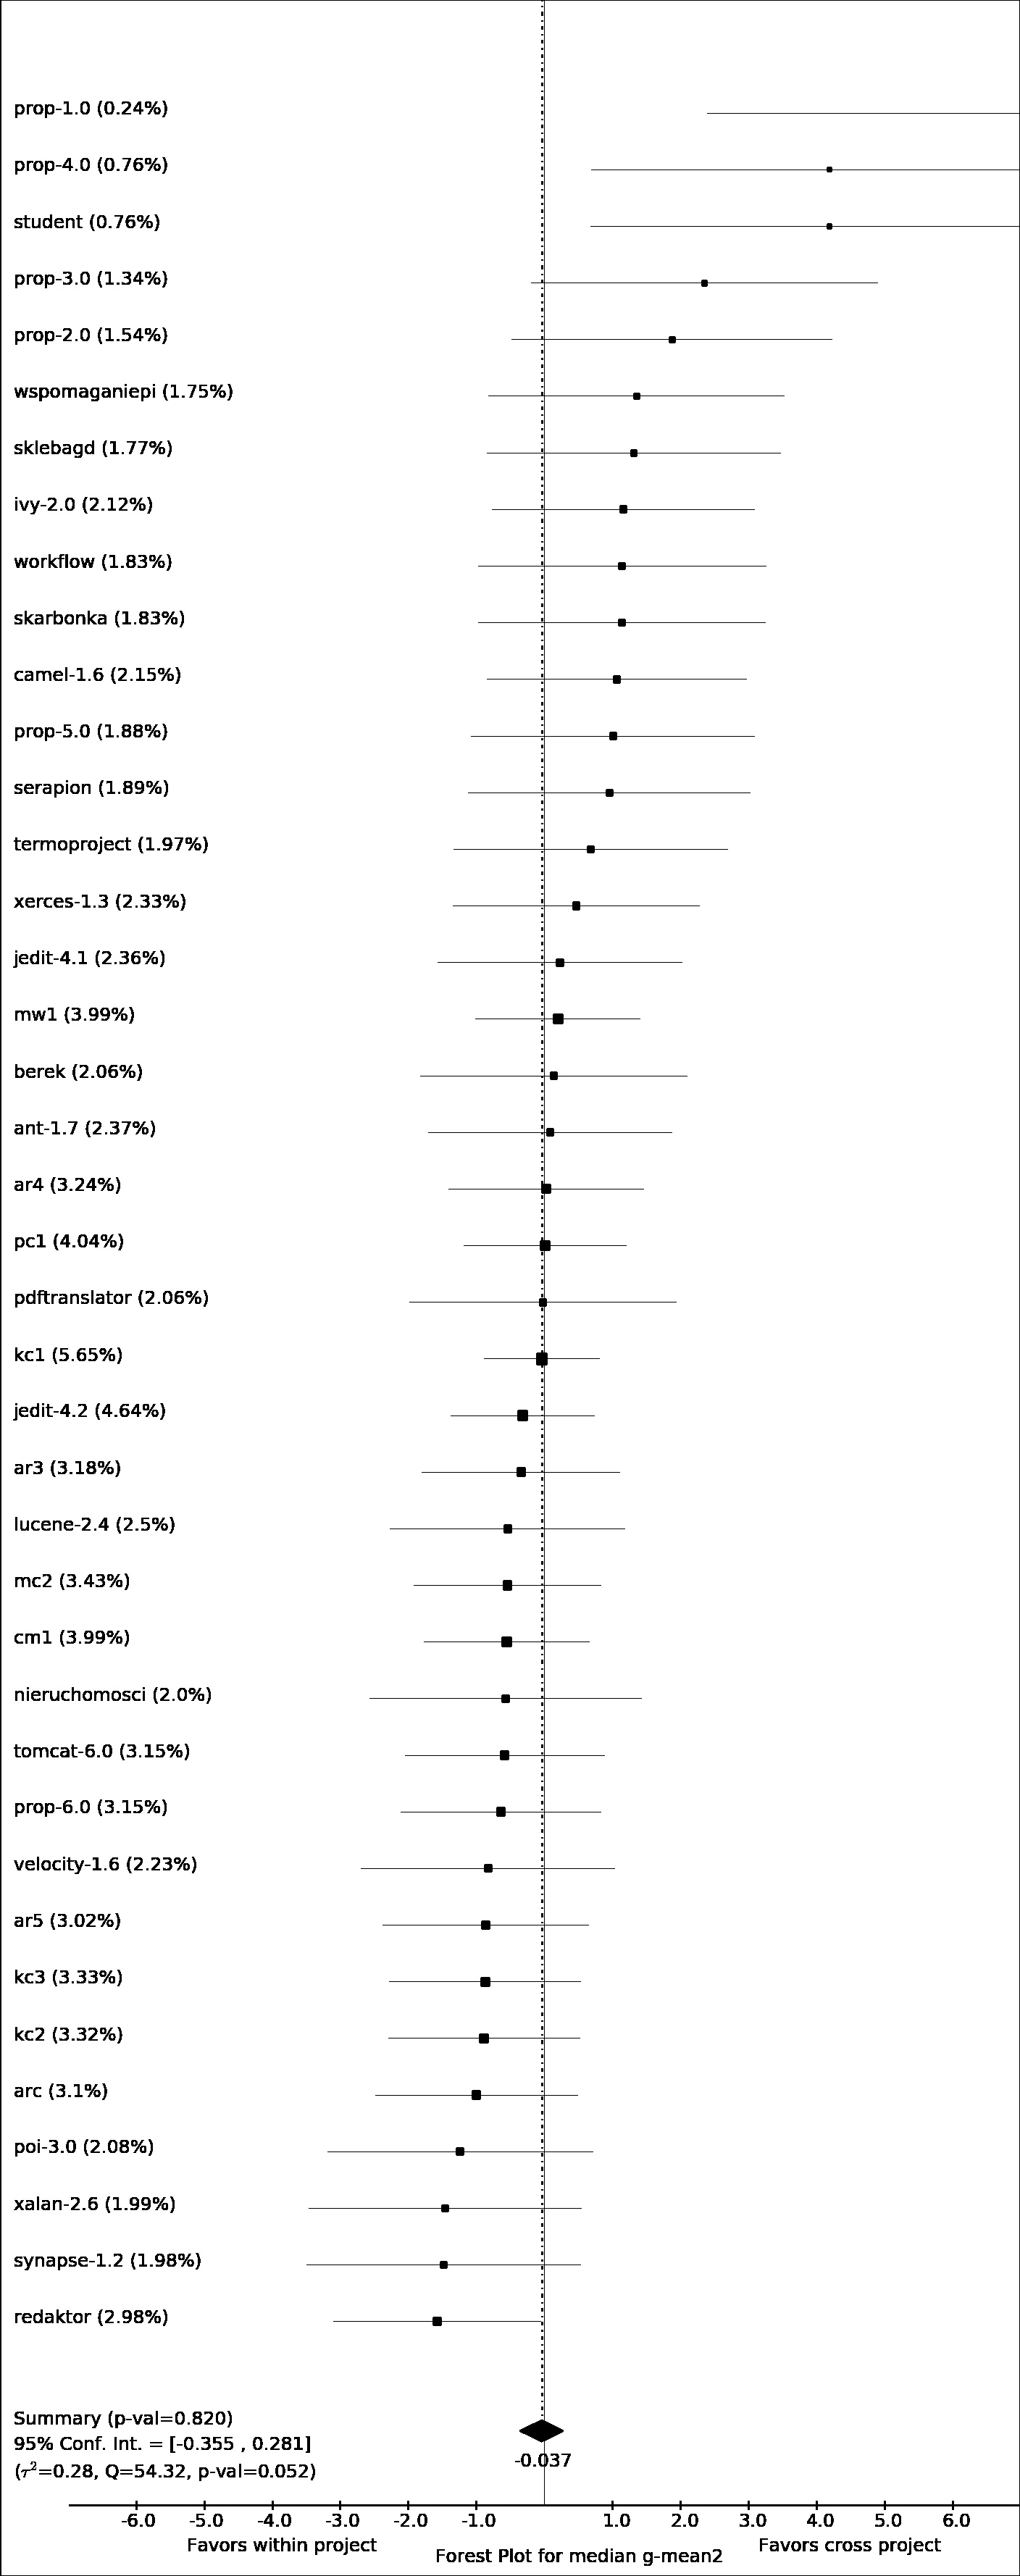 prop-1.0 (0.24%)
prop-4.0 (0.76%)
student (0.76%)
prop-3.0 (1.34%)
prop-2.0 (1.54%)
wspomaganiepi (1.75%)
sklebagd (1.77%)
ivy-2.0 (2.12%)
workflow (1.83%)
skarbonka (1.83%)
camel-1.6 (2.15%)
prop-5.0 (1.88%)
serapion (1.89%)
termoproject (1.97%)
xerces-1.3 (2.33%)
jedit-4.1 (2.36%)
mw1 (3.99%)
berek (2.06%)
ant-1.7 (2.37%)
ar4 (3.24%)
pc1 (4.04%)
pdftranslator (2.06%)
kc1 (5.65%)
jedit-4.2 (4.64%)
ar3 (3.18%)
lucene-2.4 (2.5%)
mc2 (3.43%)
cm1 (3.99%)
nieruchomosci (2.0%)
tomcat-6.0 (3.15%)
prop-6.0 (3.15%)
velocity-1.6 (2.23%)
ar5 (3.02%)
kc3 (3.33%)
kc2 (3.32%)
arc (3.1%)
poi-3.0 (2.08%)
xalan-2.6 (1.99%)
synapse-1.2 (1.98%)
redaktor (2.98%)
Summary (p-val=0.820)
95% Conf. Int. = [-0.355 , 0.281]
-0.037
(τ²=0.28, Q=54.32, p-val=0.052)
-6.0 -5.0 -4.0 -3.0 -2.0 -1.0 1.0 2.0 3.0 4.0 5.0 6.0
Favors within project Favors cross project
Forest Plot for median g-mean2